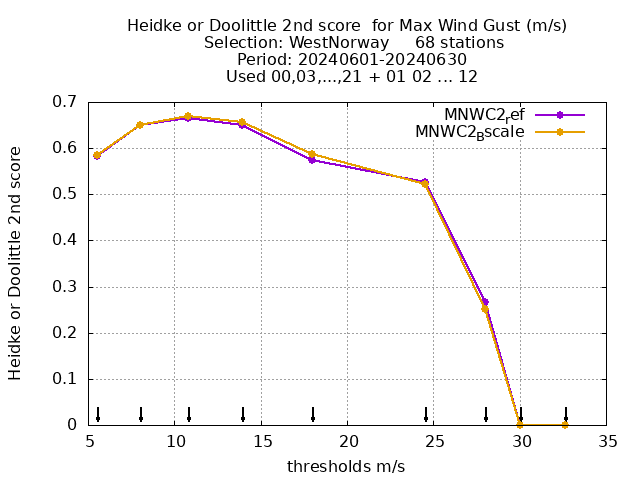 Heidke or Doolittle 2nd score  for Max Wind Gust (m/s)
Selection: WestNorway     68 stations
Period: 20240601-20240630
Used 00,03,...,21 + 01 02 ... 12
MNWC2_ref
MNWC2_Bscale
Heidke or Doolittle 2nd score
0.7
0.6
0.5
0.4
0.3
0.2
0.1
0
5 10 15 20 25 30 35
thresholds m/s